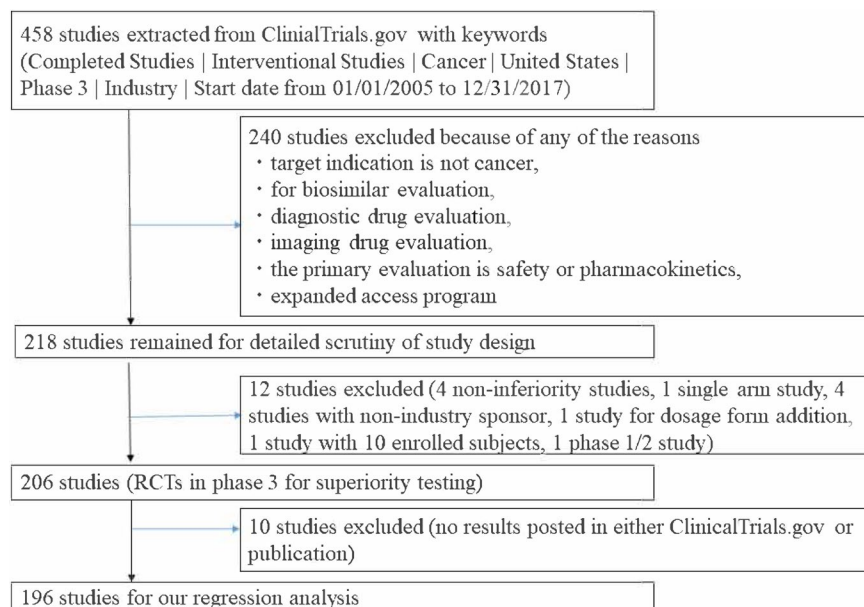 458 studies extracted from ClinialTrials.gov with keywords
(Completed Studies | Interventional Studies | Cancer | United States |
Phase 3 | Industry | Start date from 01/01/2005 to 12/31/2017)
240 studies excluded because of any of the reasons
・target indication is not cancer,
・for biosimilar evaluation,
・diagnostic drug evaluation,
・imaging drug evaluation,
・the primary evaluation is safety or pharmacokinetics,
・expanded access program
218 studies remained for detailed scrutiny of study design
12 studies excluded (4 non-inferiority studies, 1 single arm study, 4
studies with non-industry sponsor, 1 study for dosage form addition,
1 study with 10 enrolled subjects, 1 phase 1/2 study)
206 studies (RCTs in phase 3 for superiority testing)
10 studies excluded (no results posted in either ClinicalTrials.gov or
publication)
196 studies for our regression analysis